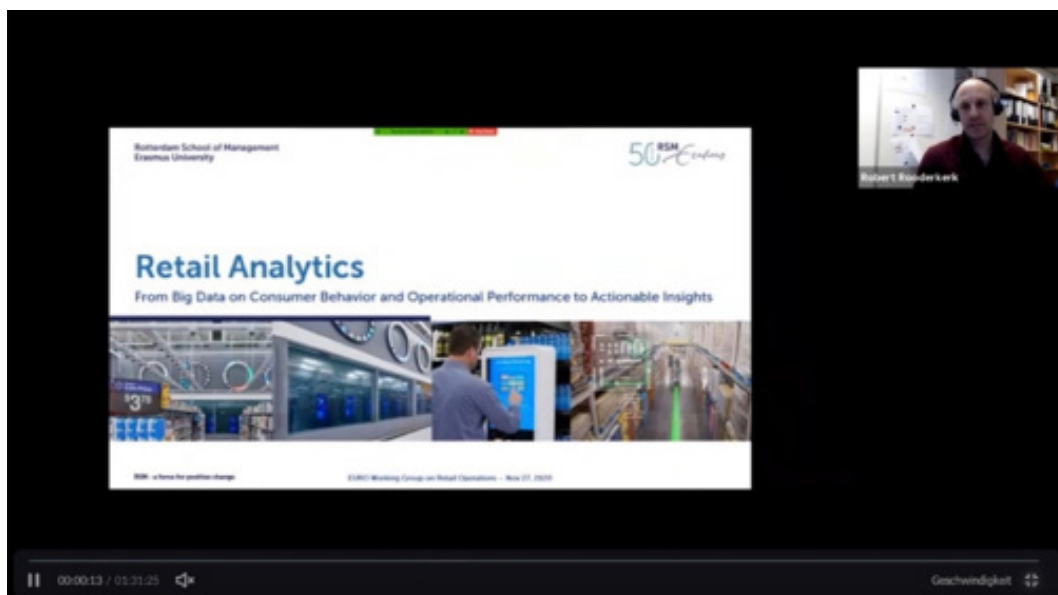 Rotterdam School of Management
Erasmus University
50 RSM Erasmus
Robert Rooderkerk
Retail Analytics
From Big Data on Consumer Behavior and Operational Performance to Actionable Insights
$3
RSM - a force for positive change
EURO Working Group on Retail Operations - Nov 27, 2020
00:00:13 / 01:31:25
Geschwindigkeit